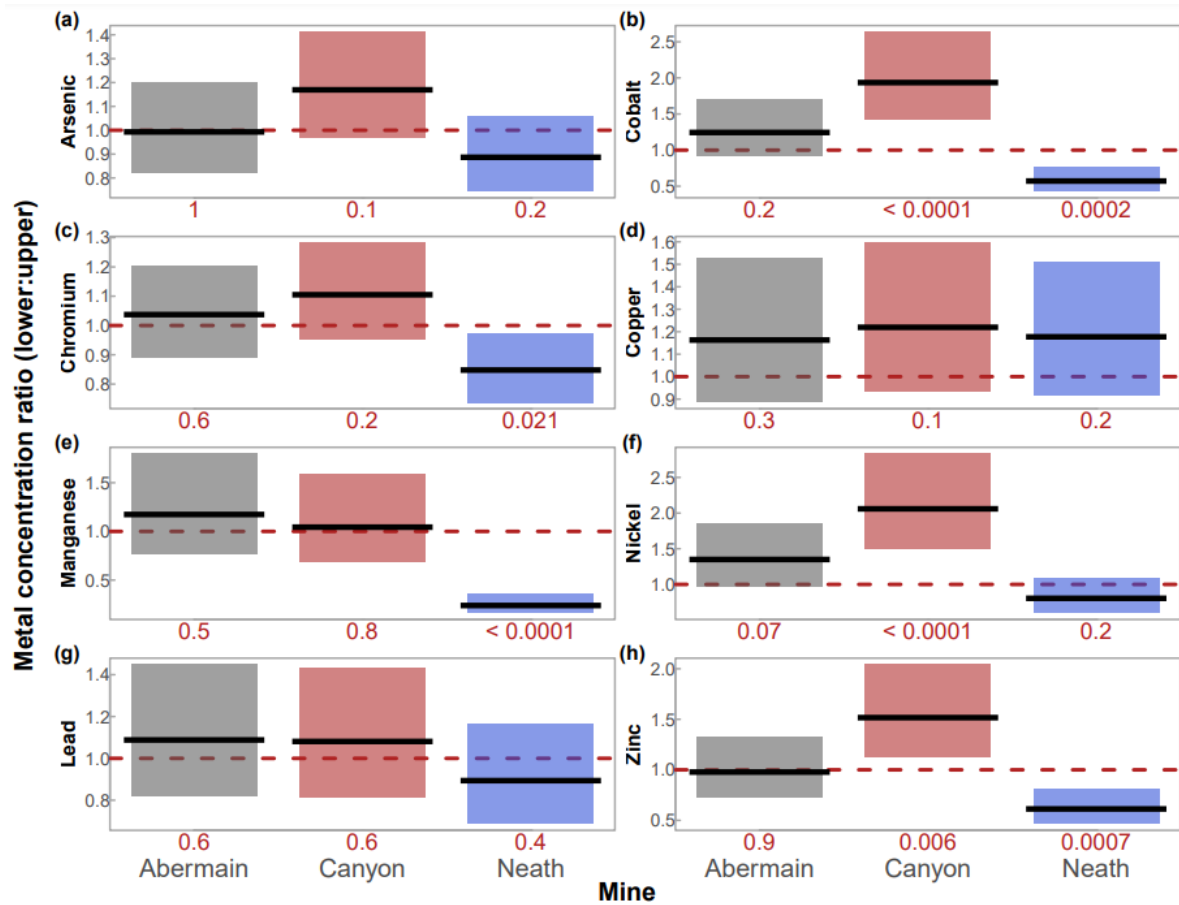 Metal concentration ratio (lower:upper)
(a)
Arsenic
1.4
1.3
1.2
1.1
1.0
0.9
0.8
1 0.1 0.2
(b)
Cobalt
2.5
2.0
1.5
1.0
0.5
0.2 < 0.0001 0.0002
(c)
Chromium
1.3
1.2
1.1
1.0
0.9
0.8
0.6 0.2 0.021
(d)
Copper
1.6
1.5
1.4
1.3
1.2
1.1
1.0
0.9
0.3 0.1 0.2
(e)
Manganese
1.5
1.0
0.5
0.5 0.8 < 0.0001
(f)
Nickel
2.5
2.0
1.5
1.0
0.07 < 0.0001 0.2
(g)
Lead
1.4
1.2
1.0
0.8
0.6 0.6 0.4
Abermain Canyon Neath
(h)
Zinc
2.0
1.5
1.0
0.5
0.9 0.006 0.0007
Abermain Canyon Neath
Mine